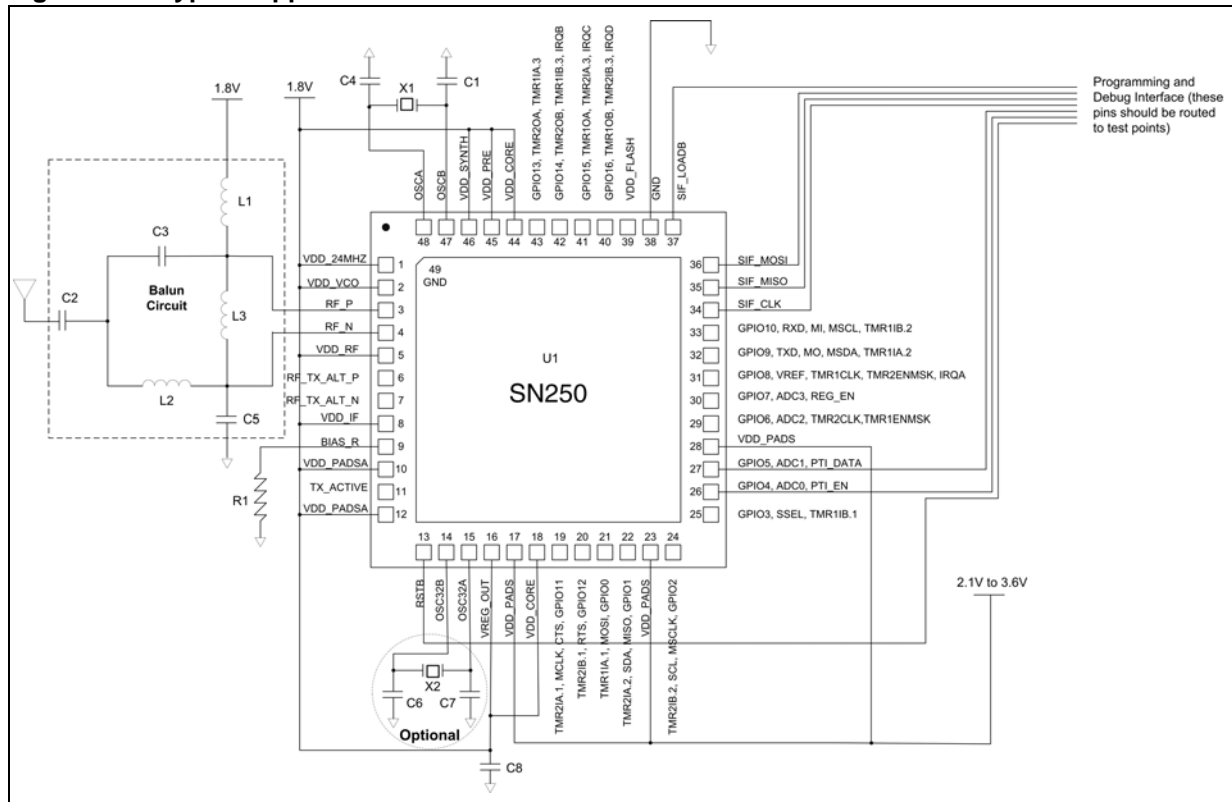 1.8V
1.8V
C4
X1
C1
OSCA
OSCB
VDD_SYNTH
VDD_PRE
VDD_CORE
GPIO13, TMR2OA, TMR1IA.3
GPIO14, TMR2OB, TMR1IB.3, IRQB
GPIO15, TMR1OA, TMR2IA.3, IRQC
GPIO16, TMR1OB, TMR2IB.3, IRQD
VDD_FLASH
GND
SIF_LOADB
Programming and
Debug Interface (these
pins should be routed
to test points)
48
47
46
45
44
43
42
41
40
39
38
37
L1
C3
Balun
Circuit
C2
L3
L2
C5
R1
VDD_24MHZ
1
VDD_VCO
2
RF_P
3
RF_N
4
VDD_RF
5
RF_TX_ALT_P
6
RF_TX_ALT_N
7
VDD_IF
8
BIAS_R
9
VDD_PADSA
10
TX_ACTIVE
11
VDD_PADSA
12
49
GND
U1
SN250
36
SIF_MOSI
35
SIF_MISO
34
SIF_CLK
33
GPIO10, RXD, MI, MSCL, TMR1IB.2
32
GPIO9, TXD, MO, MSDA, TMR1IA.2
31
GPIO8, VREF, TMR1CLK, TMR2ENMSK, IRQA
30
GPIO7, ADC3, REG_EN
29
GPIO6, ADC2, TMR2CLK,TMR1ENMSK
28
VDD_PADS
27
GPIO5, ADC1, PTI_DATA
26
GPIO4, ADC0, PTI_EN
25
GPIO3, SSEL, TMR1IB.1
13
14
15
16
17
18
19
20
21
22
23
24
RSTB
OSC32B
OSC32A
VREG_OUT
VDD_PADS
VDD_CORE
TMR2IA.1, MCLK, CTS, GPIO11
TMR2IB.1, RTS, GPIO12
TMR1IA.1, MOSI, GPIO0
TMR2IA.2, SDA, MISO, GPIO1
VDD_PADS
TMR2IB.2, SCL, MSCLK, GPIO2
2.1V to 3.6V
X2
C6
C7
Optional
C8